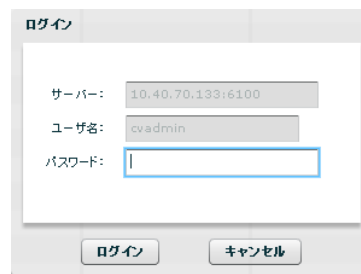 ログイン
サーバー: 10.40.70.133:6100
ユーザ名: cvadmin
パスワード:
ログイン キャンセル